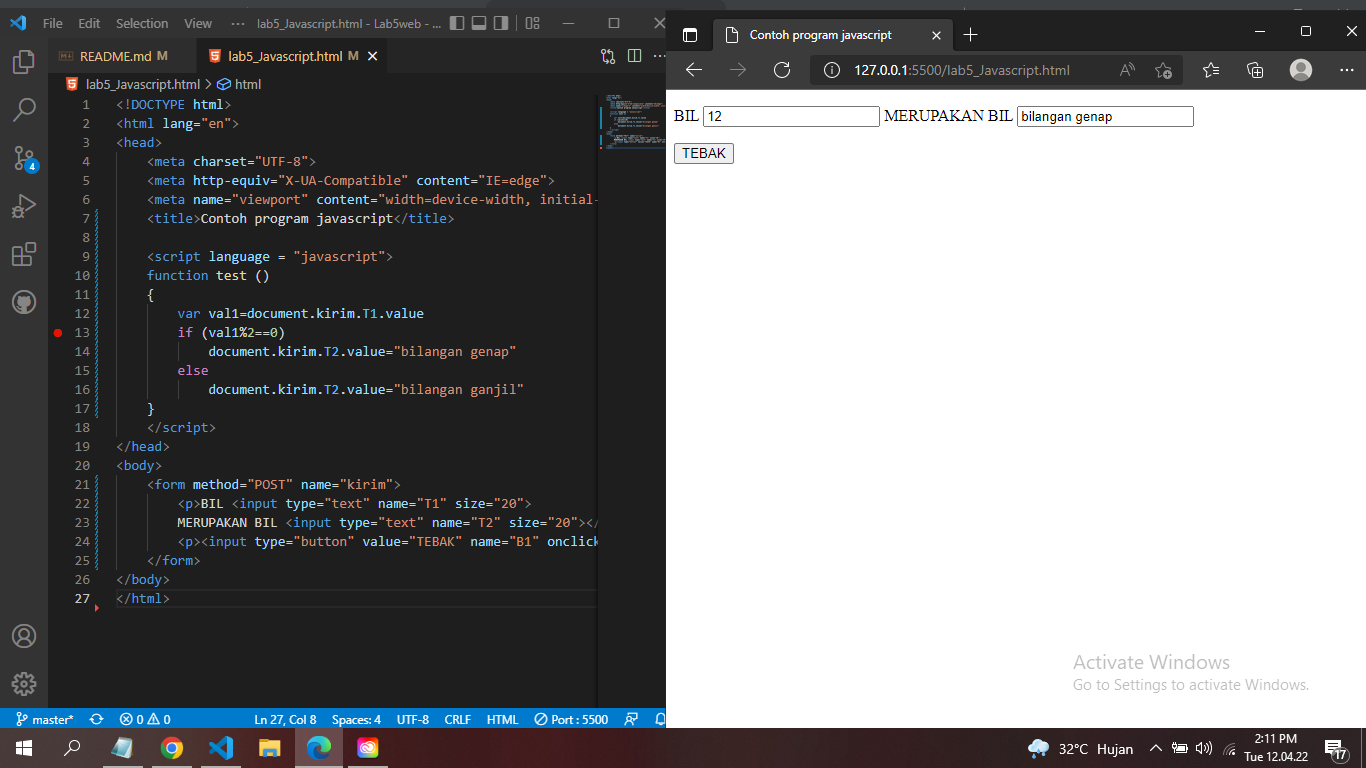 File Edit Selection View ··· lab5_Javascript.html - Lab5web - ...
README.md M lab5_Javascript.html M
lab5_Javascript.html > html
1 <!DOCTYPE html>
2 <html lang="en">
3 <head>
4 <meta charset="UTF-8">
5 <meta http-equiv="X-UA-Compatible" content="IE=edge">
6 <meta name="viewport" content="width=device-width, initial-
7 <title>Contoh program javascript</title>
8
9 <script language = "javascript">
10 function test ()
11 {
12 var val1=document.kirim.T1.value
13 if (val1%2==0)
14 document.kirim.T2.value="bilangan genap"
15 else
16 document.kirim.T2.value="bilangan ganjil"
17 }
18 </script>
19 </head>
20 <body>
21 <form method="POST" name="kirim">
22 <p>BIL <input type="text" name="T1" size="20">
23 MERUPAKAN BIL <input type="text" name="T2" size="20"></
24 <p><input type="button" value="TEBAK" name="B1" onclick
25 </form>
26 </body>
27 </html>
4
master* 0 0 Ln 27, Col 8 Spaces: 4 UTF-8 CRLF HTML Port : 5500
Contoh program javascript
127.0.0.1:5500/lab5_Javascript.html
BIL 12 MERUPAKAN BIL bilangan genap
TEBAK
Activate Windows
Go to Settings to activate Windows.
32°C Hujan
2:11 PM
Tue 12.04.22
17